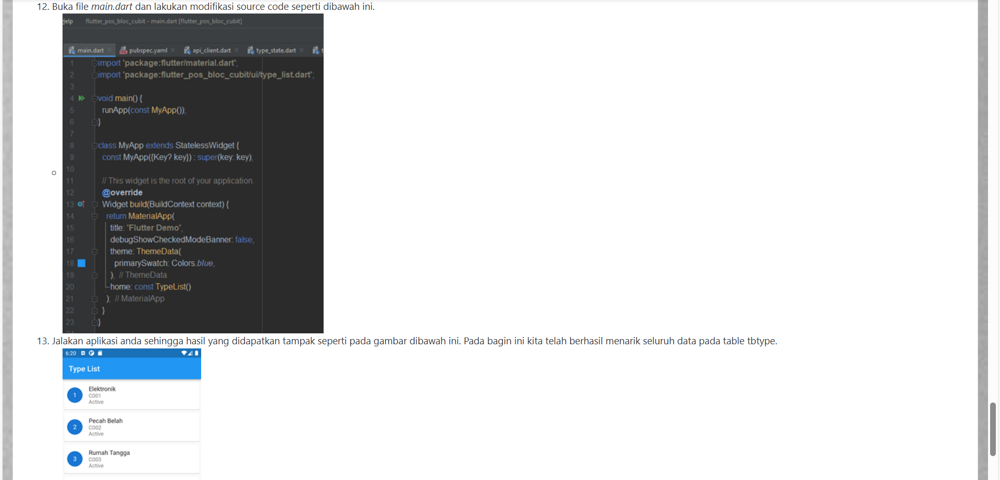 12. Buka file main.dart dan lakukan modifikasi source code seperti dibawah ini.
Help flutter_pos_bloc_cubit - main.dart [flutter_pos_bloc_cubit]
main.dart × pubspec.yaml × api_client.dart × type_state.dart × t
1 import 'package:flutter/material.dart';
2 import 'package:flutter_pos_bloc_cubit/ui/type_list.dart';
3
4 void main() {
5 runApp(const MyApp());
6 }
7
8 class MyApp extends StatelessWidget {
9 const MyApp({Key? key}) : super(key: key);
10
11 // This widget is the root of your application.
12 @override
13 Widget build(BuildContext context) {
14 return MaterialApp(
15 title: 'Flutter Demo',
16 debugShowCheckedModeBanner: false,
17 theme: ThemeData(
18 primarySwatch: Colors.blue,
19 ), // ThemeData
20 home: const TypeList()
21 ); // MaterialApp
22 }
23 }
13. Jalakan aplikasi anda sehingga hasil yang didapatkan tampak seperti pada gambar dibawah ini. Pada bagin ini kita telah berhasil menarik seluruh data pada table tbtype.
6:20
Type List
1 Elektronik
C001
Active
2 Pecah Belah
C002
Active
3 Rumah Tangga
C003
Active